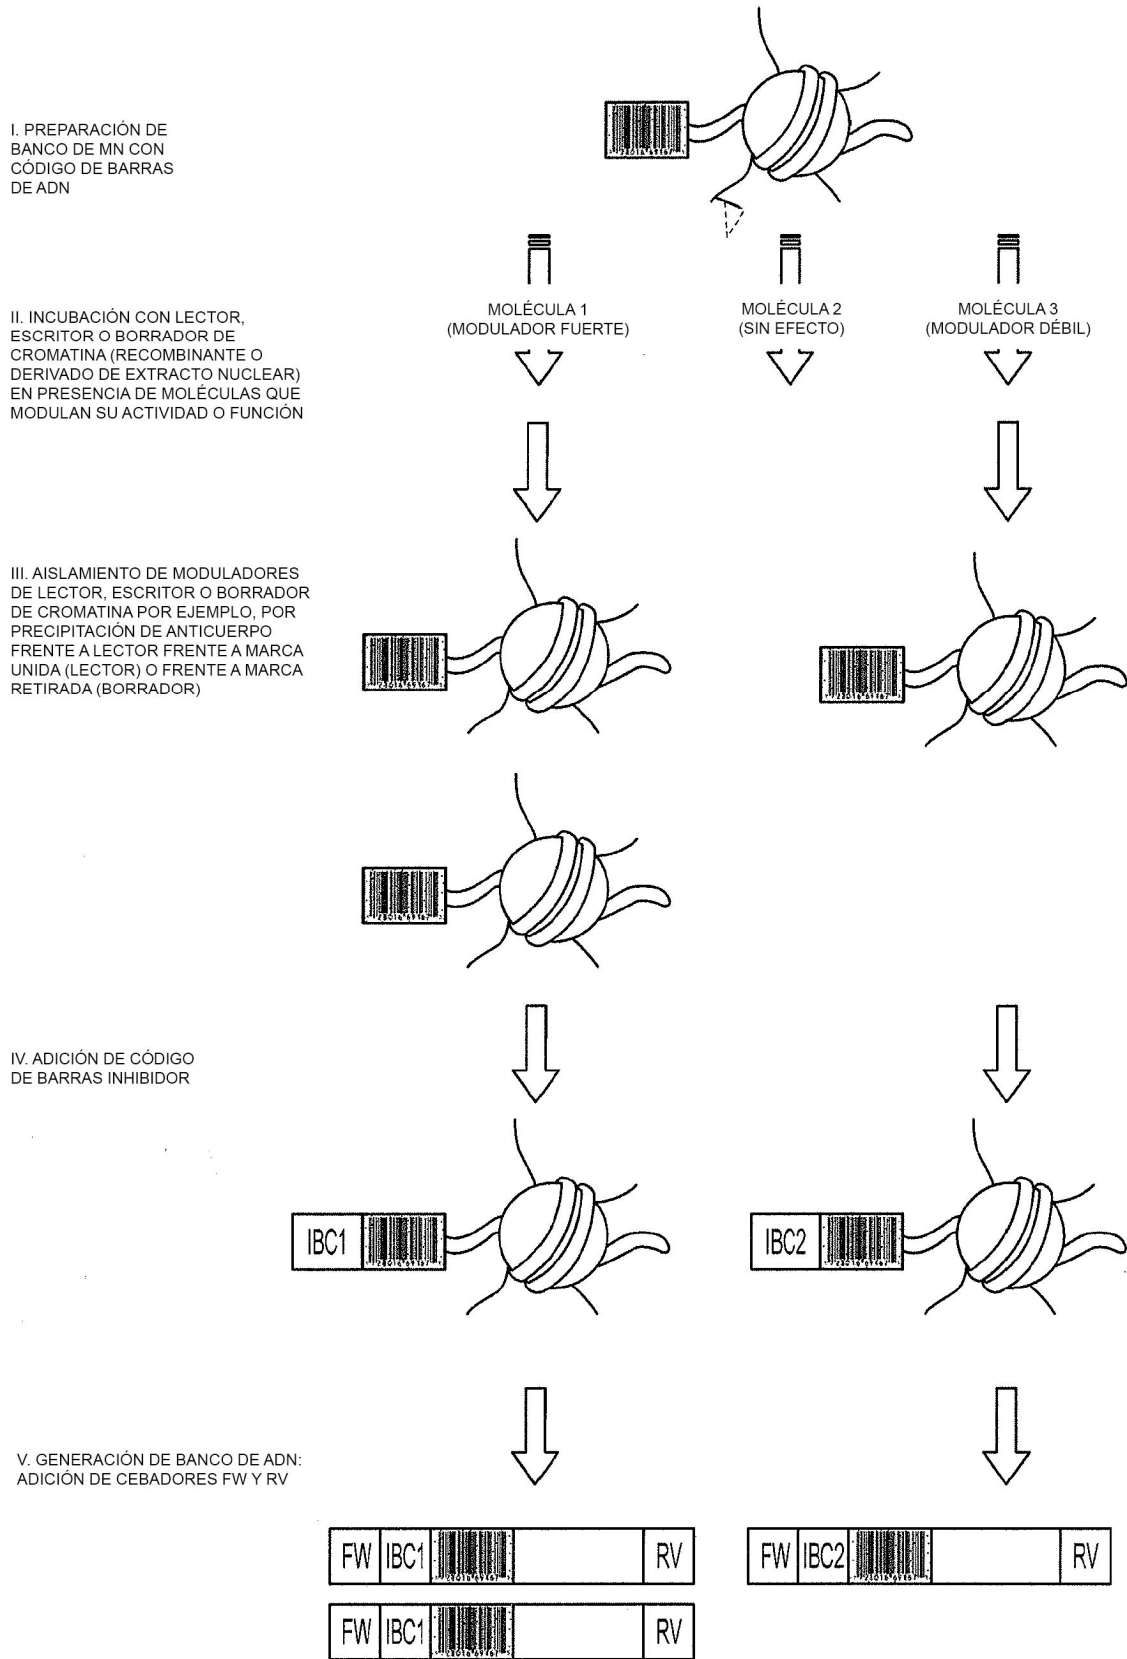 I. PREPARACIÓN DE
BANCO DE MN CON
CÓDIGO DE BARRAS
DE ADN
II. INCUBACIÓN CON LECTOR,
ESCRITOR O BORRADOR DE
CROMATINA (RECOMBINANTE O
DERIVADO DE EXTRACTO NUCLEAR)
EN PRESENCIA DE MOLÉCULAS QUE
MODULAN SU ACTIVIDAD O FUNCIÓN
MOLÉCULA 1
(MODULADOR FUERTE)
MOLÉCULA 2
(SIN EFECTO)
MOLÉCULA 3
(MODULADOR DÉBIL)
III. AISLAMIENTO DE MODULADORES
DE LECTOR, ESCRITOR O BORRADOR
DE CROMATINA POR EJEMPLO, POR
PRECIPITACIÓN DE ANTICUERPO
FRENTE A LECTOR FRENTE A MARCA
UNIDA (LECTOR) O FRENTE A MARCA
RETIRADA (BORRADOR)
IV. ADICIÓN DE CÓDIGO
DE BARRAS INHIBIDOR
IBC1
IBC2
V. GENERACIÓN DE BANCO DE ADN:
ADICIÓN DE CEBADORES FW Y RV
FW IBC1 RV
FW IBC2 RV
FW IBC1 RV